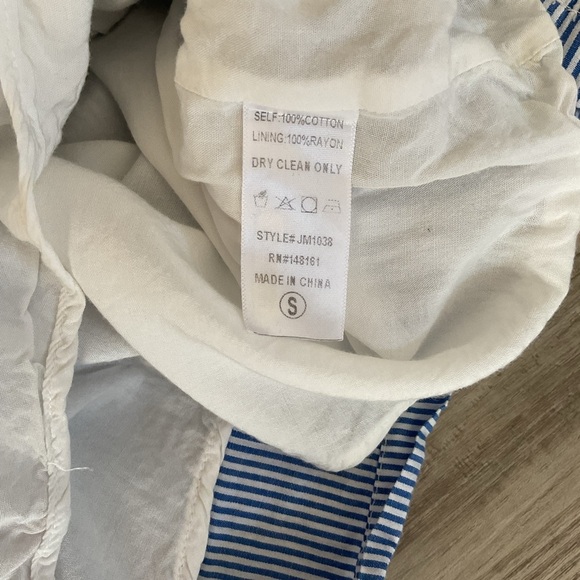 SELF:100%COTTON
LINING:100%RAYON
DRY CLEAN ONLY
STYLE#JM1038
RN#148161
MADE IN CHINA
S